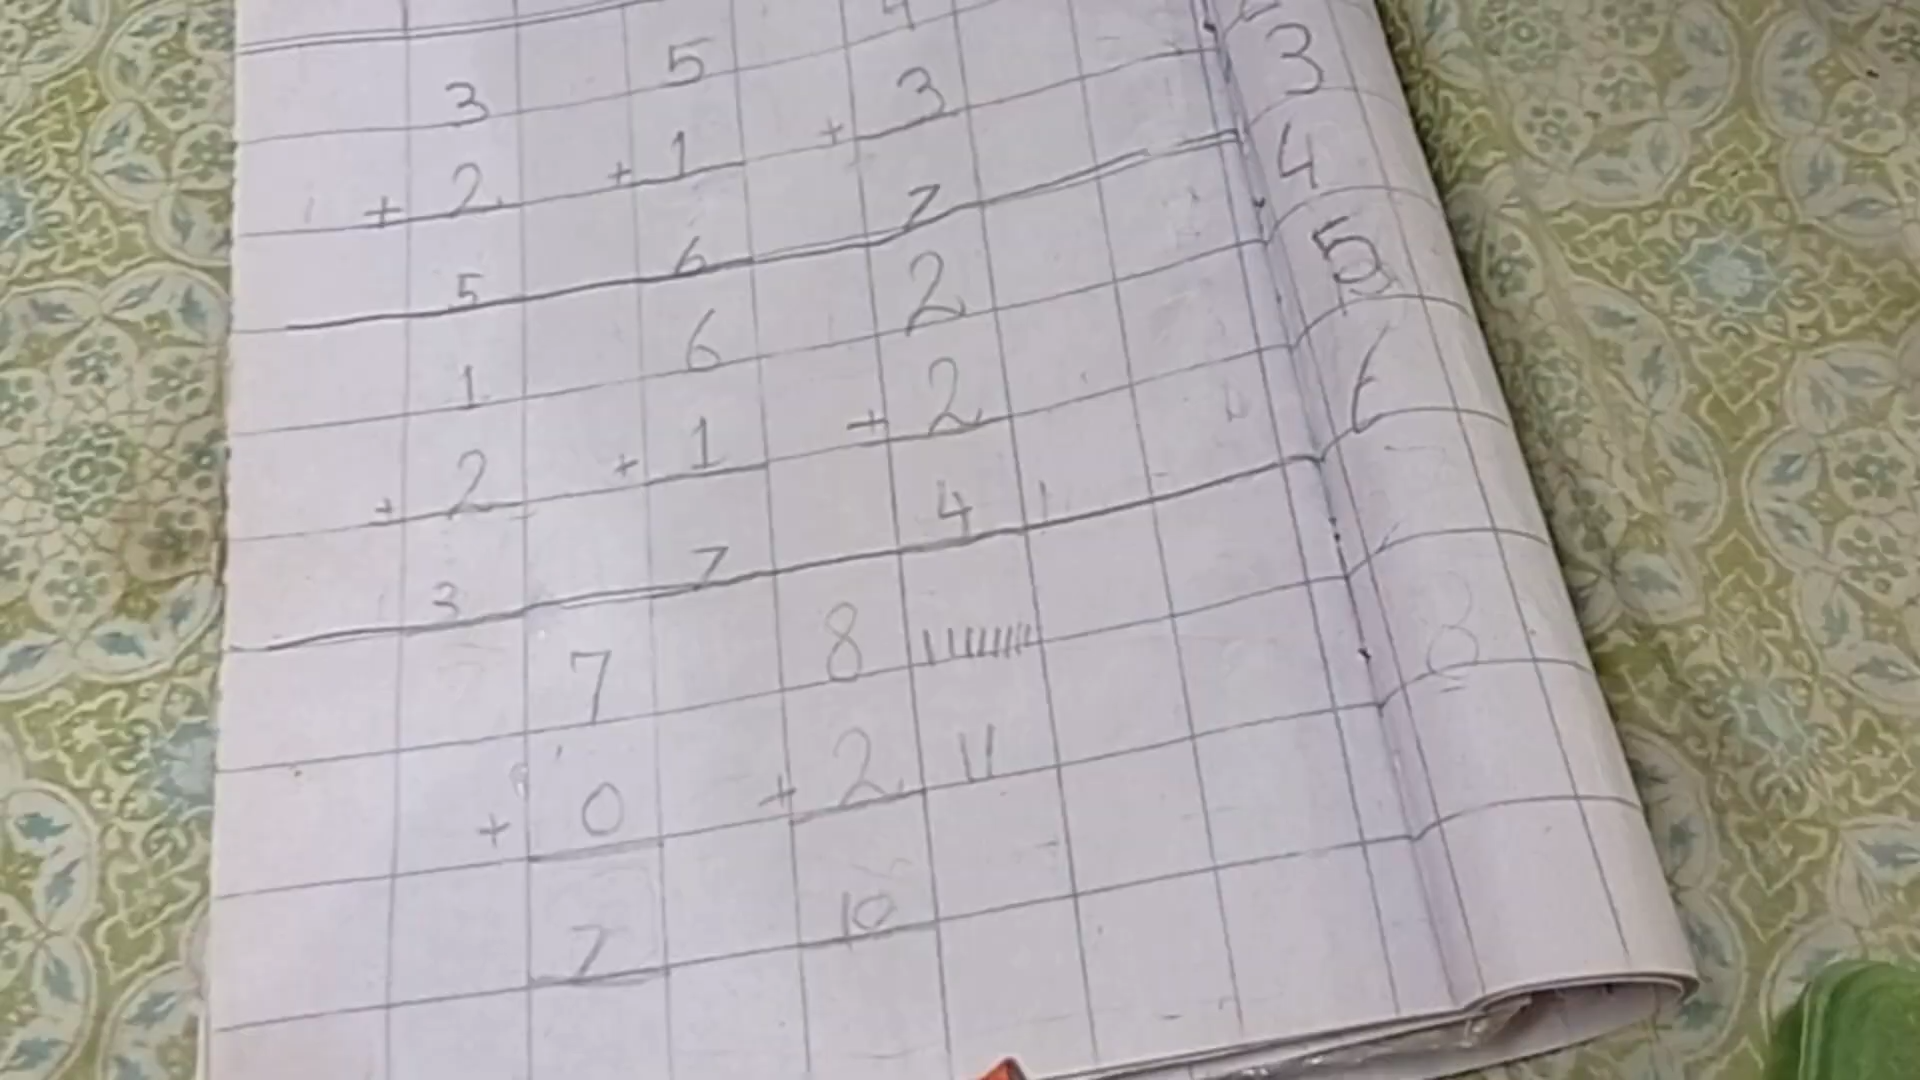 4
3 5 3
+ 2 + 1 +
5 6 7
1 6 2
+ 2 + 1 + 2
3 7 4
7 8
+ 0 + 2
7 10
3
4
5
8